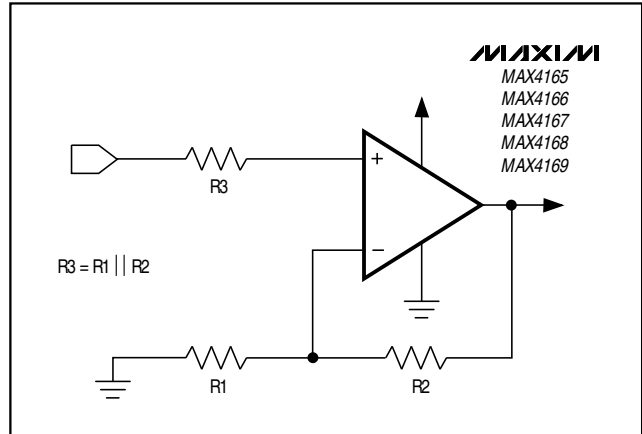 MAXIM
MAX4165
MAX4166
MAX4167
MAX4168
MAX4169
+
R3
−
R3 = R1 || R2
R1
R2